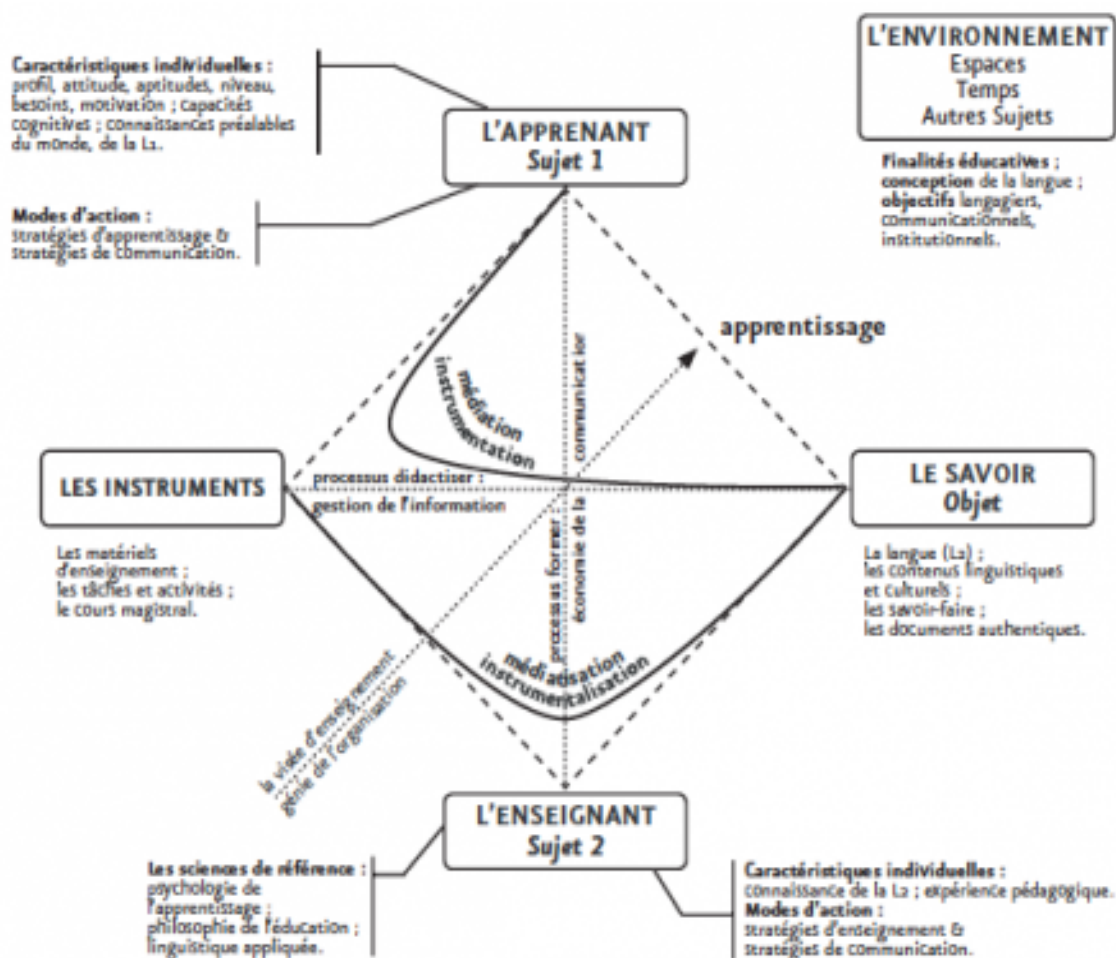 Caractéristiques individuelles :
profil, attitude, aptitudes, niveau,
besoins, motivation ; capacités
cognitives ; connaissances préalables
du monde, de la L1.
L'APPRENANT
Sujet 1
L'ENVIRONNEMENT
Espaces
Temps
Autres Sujets
Finalités éducatives ;
conception de la langue ;
objectifs langagiers,
communicationnels,
institutionnels.
Modes d'action :
stratégies d'apprentissage &
stratégies de communication.
apprentissage
communication
médiation
instrumentation
LES INSTRUMENTS
processus didactiser :
gestion de l'information
LE SAVOIR
Objet
Les matériels
d'enseignement ;
les tâches et activités ;
le cours magistral.
processus former
économie de la
La langue (L2) ;
les contenus linguistiques
et culturels ;
les savoir-faire ;
les documents authentiques.
médiatisation
instrumentalisation
la visée d'enseignement
génie de l'organisation
L'ENSEIGNANT
Sujet 2
Les sciences de référence :
psychologie de
l'apprentissage ;
philosophie de l'éducation ;
linguistique appliquée.
Caractéristiques individuelles :
connaissance de la L2 ; expérience pédagogique.
Modes d'action :
stratégies d'enseignement &
stratégies de communication.